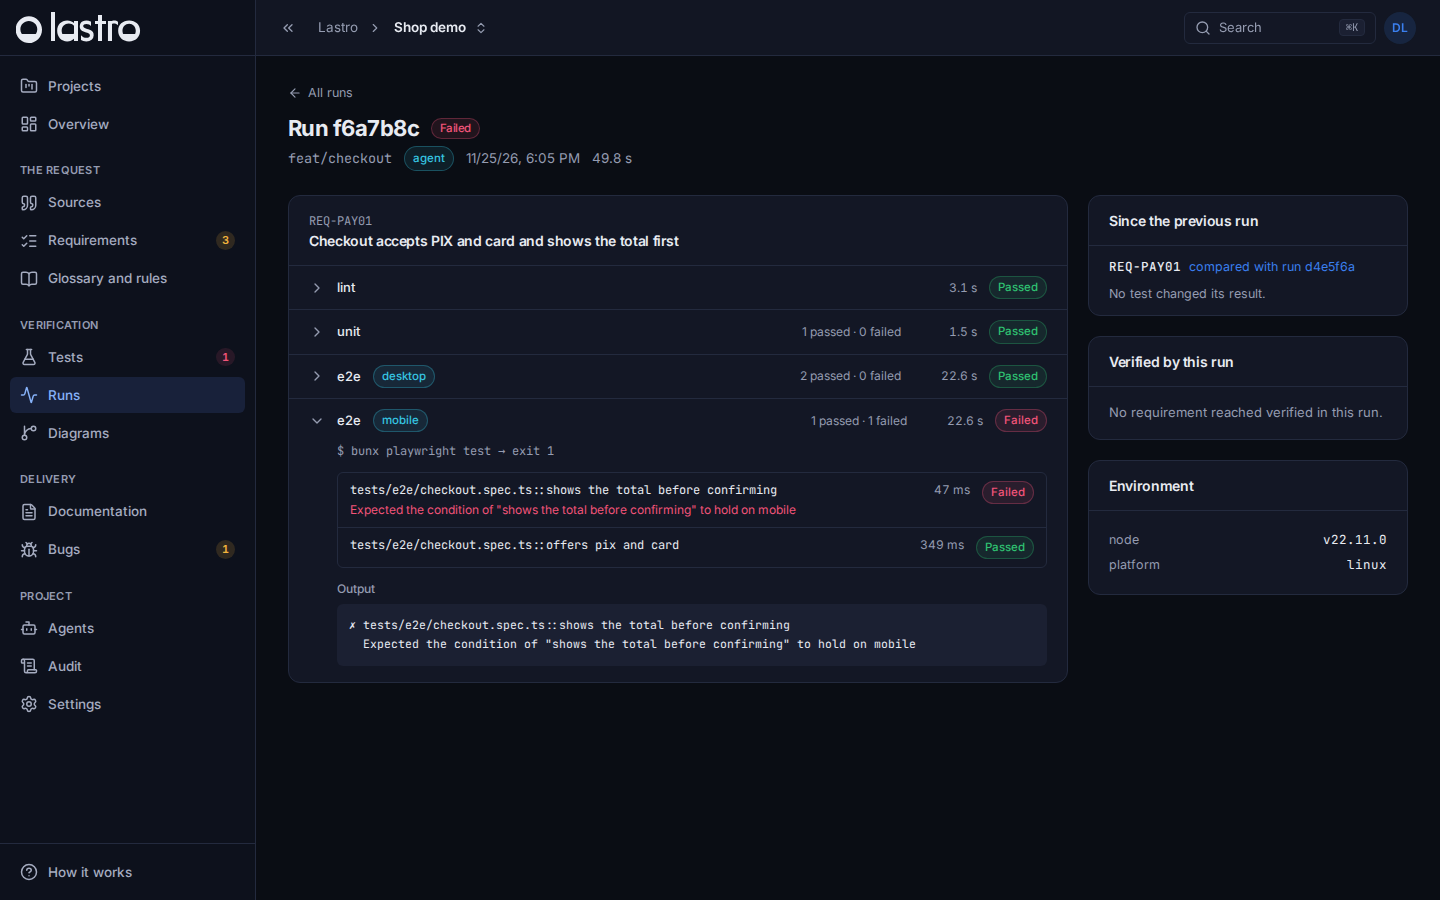 lastro
Projects
Overview
THE REQUEST
Sources
Requirements 3
Glossary and rules
VERIFICATION
Tests 1
Runs
Diagrams
DELIVERY
Documentation
Bugs 1
PROJECT
Agents
Audit
Settings
How it works
Lastro Shop demo
Search ⌘K DL
All runs
Run f6a7b8c Failed
feat/checkout agent 11/25/26, 6:05 PM 49.8 s
REQ-PAY01
Checkout accepts PIX and card and shows the total first
lint 3.1 s Passed
unit 1 passed · 0 failed 1.5 s Passed
e2e desktop 2 passed · 0 failed 22.6 s Passed
e2e mobile 1 passed · 1 failed 22.6 s Failed
$ bunx playwright test → exit 1
tests/e2e/checkout.spec.ts::shows the total before confirming 47 ms Failed
Expected the condition of "shows the total before confirming" to hold on mobile
tests/e2e/checkout.spec.ts::offers pix and card 349 ms Passed
Output
✗ tests/e2e/checkout.spec.ts::shows the total before confirming
Expected the condition of "shows the total before confirming" to hold on mobile
Since the previous run
REQ-PAY01 compared with run d4e5f6a
No test changed its result.
Verified by this run
No requirement reached verified in this run.
Environment
node v22.11.0
platform linux